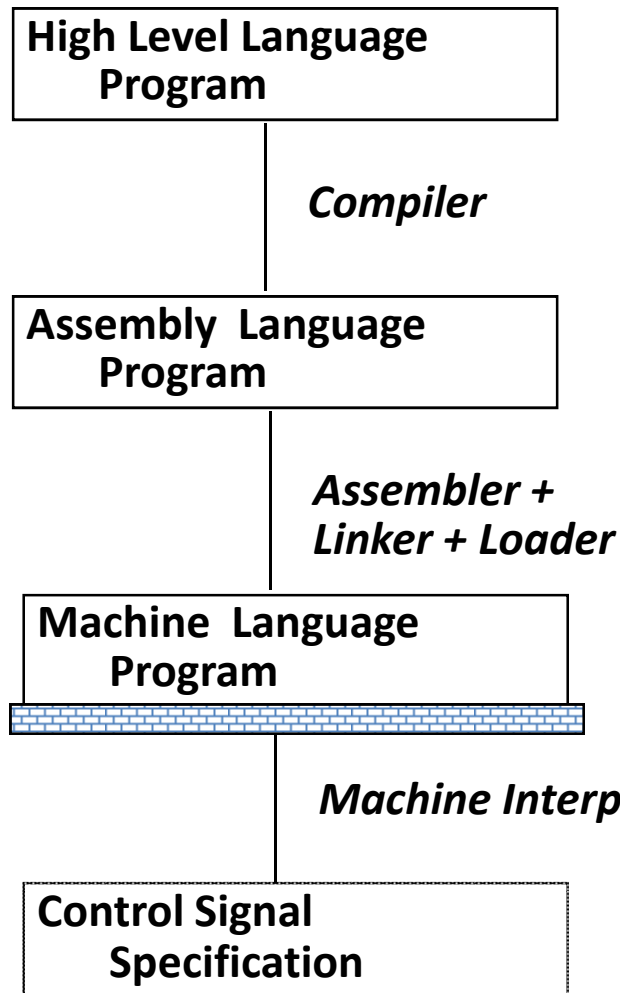 High Level Language
Program
Compiler
Assembly Language
Program
Assembler +
Linker + Loader
Machine Language
Program
Machine Interp
Control Signal
Specification